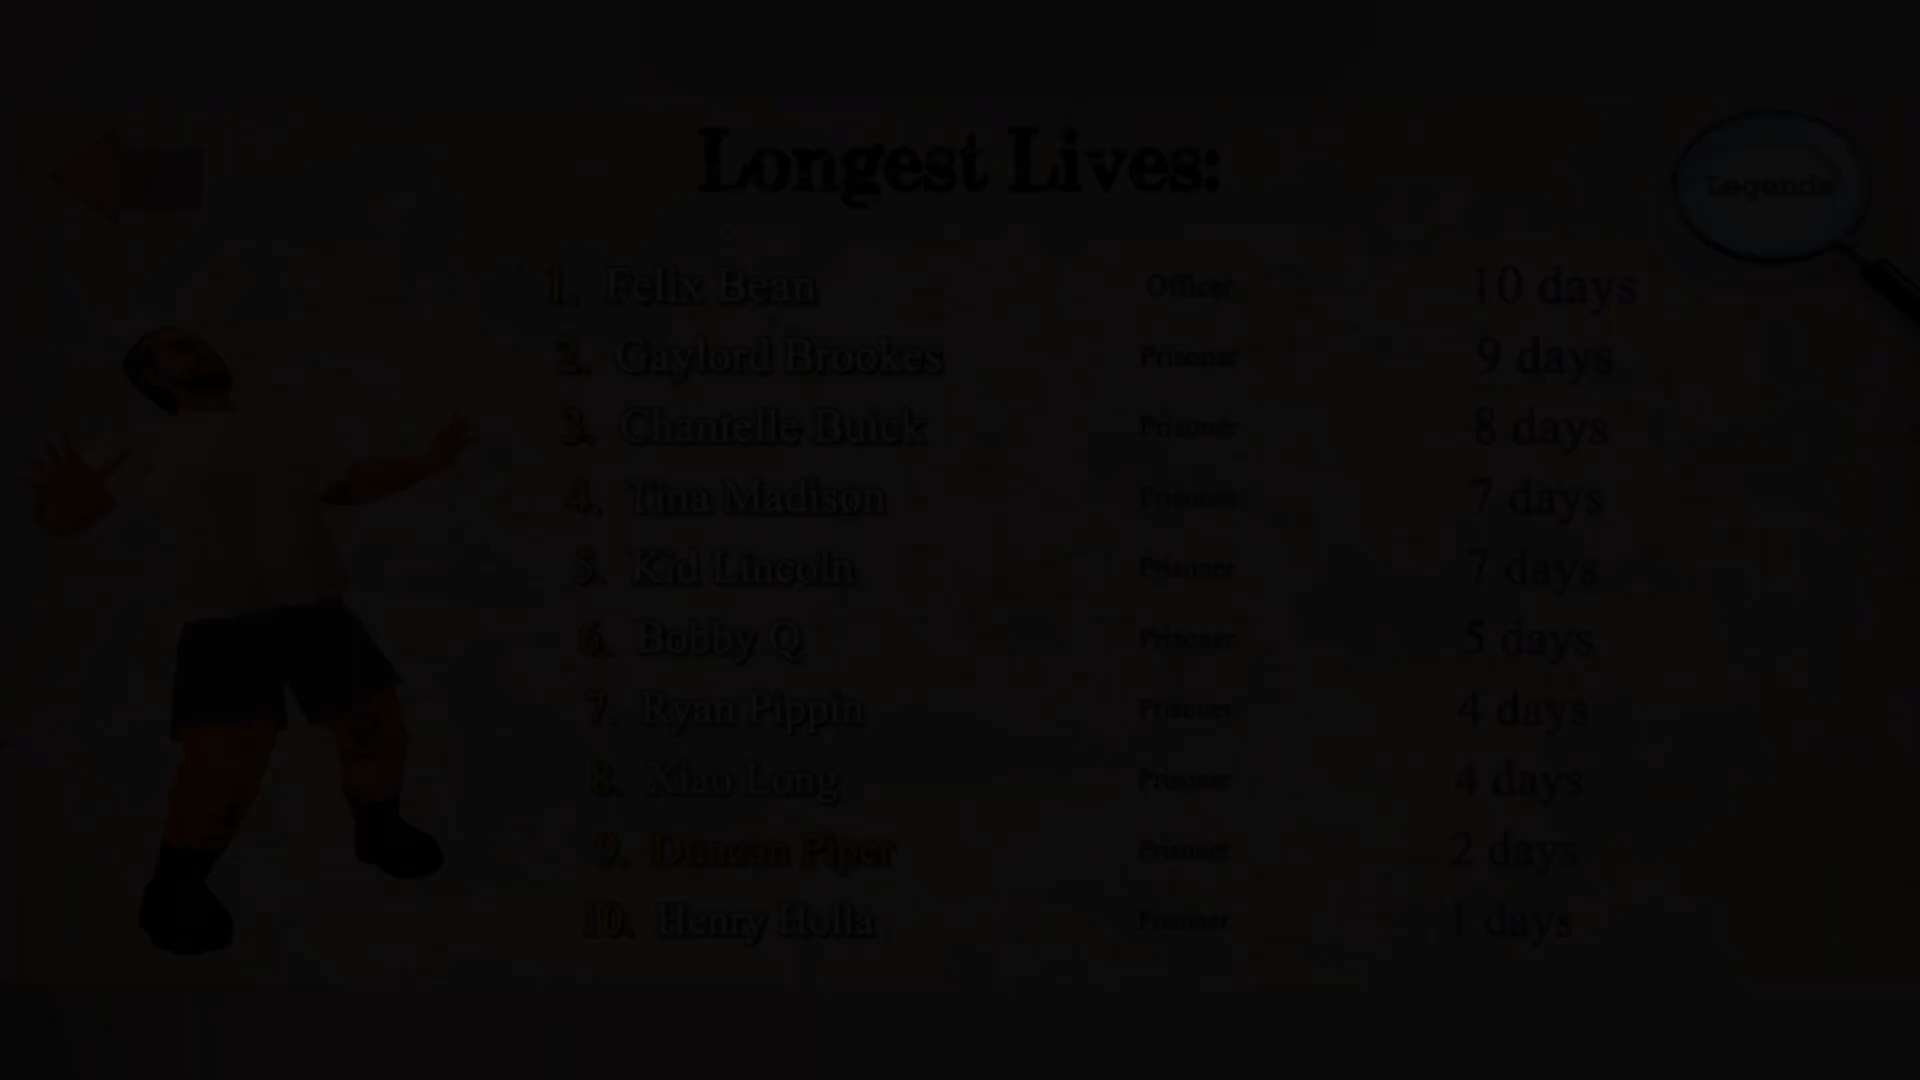 Longest Lives:
Legends
1. Felix Bean Officer 10 days
2. Gaylord Brookes Prisoner 9 days
3. Chantelle Buick Prisoner 8 days
4. Tina Madison Prisoner 7 days
5. Kid Lincoln Prisoner 7 days
6. Bobby Q Prisoner 5 days
7. Ryan Pippin Prisoner 4 days
8. Xiao Long Prisoner 4 days
9. Duncan Piper Prisoner 2 days
10. Henry Holla Prisoner 1 days